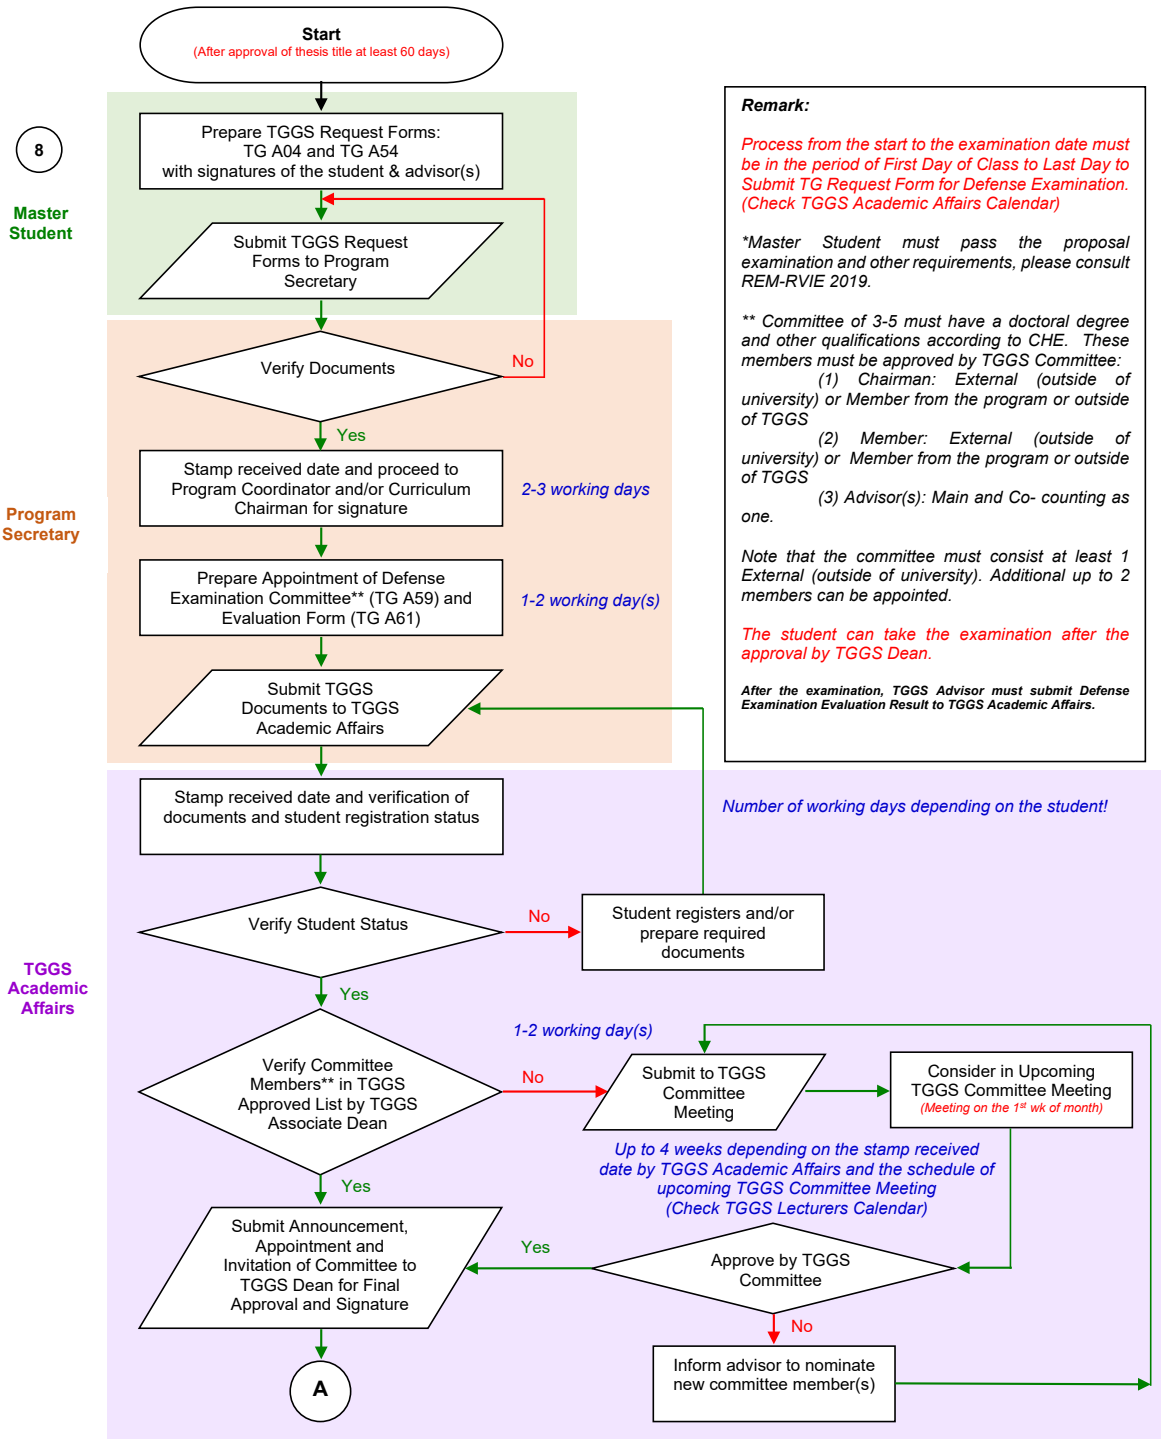 Start
(After approval of thesis title at least 60 days)
8
Master
Student
Prepare TGGS Request Forms:
TG A04 and TG A54
with signatures of the student & advisor(s)
Submit TGGS Request
Forms to Program
Secretary
Verify Documents
No
Yes
Program
Secretary
Stamp received date and proceed to
Program Coordinator and/or Curriculum
Chairman for signature
2-3 working days
Prepare Appointment of Defense
Examination Committee** (TG A59) and
Evaluation Form (TG A61)
1-2 working day(s)
Submit TGGS
Documents to TGGS
Academic Affairs
Remark:
Process from the start to the examination date must
be in the period of First Day of Class to Last Day to
Submit TG Request Form for Defense Examination.
(Check TGGS Academic Affairs Calendar)
*Master Student must pass the proposal
examination and other requirements, please consult
REM-RVIE 2019.
** Committee of 3-5 must have a doctoral degree
and other qualifications according to CHE. These
members must be approved by TGGS Committee:
(1) Chairman: External (outside of
university) or Member from the program or outside
of TGGS
(2) Member: External (outside of
university) or Member from the program or outside
of TGGS
(3) Advisor(s): Main and Co- counting as
one.
Note that the committee must consist at least 1
External (outside of university). Additional up to 2
members can be appointed.
The student can take the examination after the
approval by TGGS Dean.
After the examination, TGGS Advisor must submit Defense
Examination Evaluation Result to TGGS Academic Affairs.
TGGS
Academic
Affairs
Stamp received date and verification of
documents and student registration status
Number of working days depending on the student!
Verify Student Status
No
Student registers and/or
prepare required
documents
Yes
Verify Committee
Members** in TGGS
Approved List by TGGS
Associate Dean
1-2 working day(s)
No
Submit to TGGS
Committee
Meeting
Consider in Upcoming
TGGS Committee Meeting
(Meeting on the 1st wk of month)
Up to 4 weeks depending on the stamp received
date by TGGS Academic Affairs and the schedule of
upcoming TGGS Committee Meeting
(Check TGGS Lecturers Calendar)
Yes
Submit Announcement,
Appointment and
Invitation of Committee to
TGGS Dean for Final
Approval and Signature
Yes
Approve by TGGS
Committee
No
Inform advisor to nominate
new committee member(s)
A